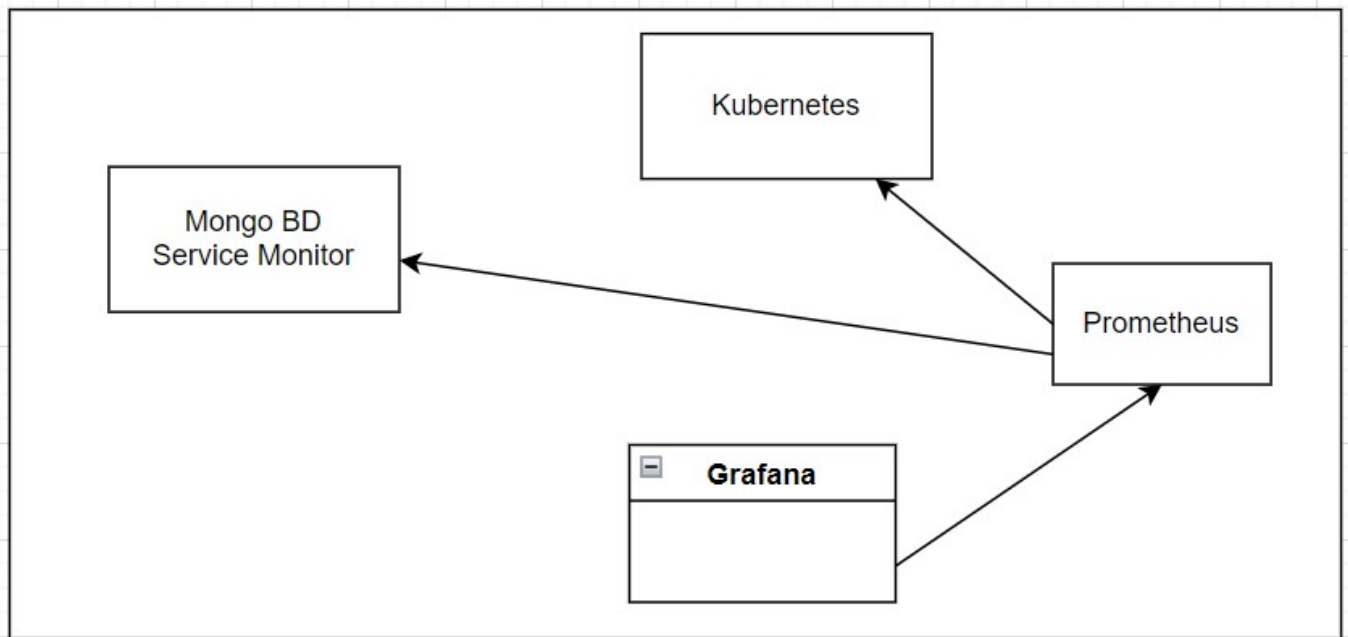 Kubernetes
Mongo BD
Service Monitor
Prometheus
Grafana